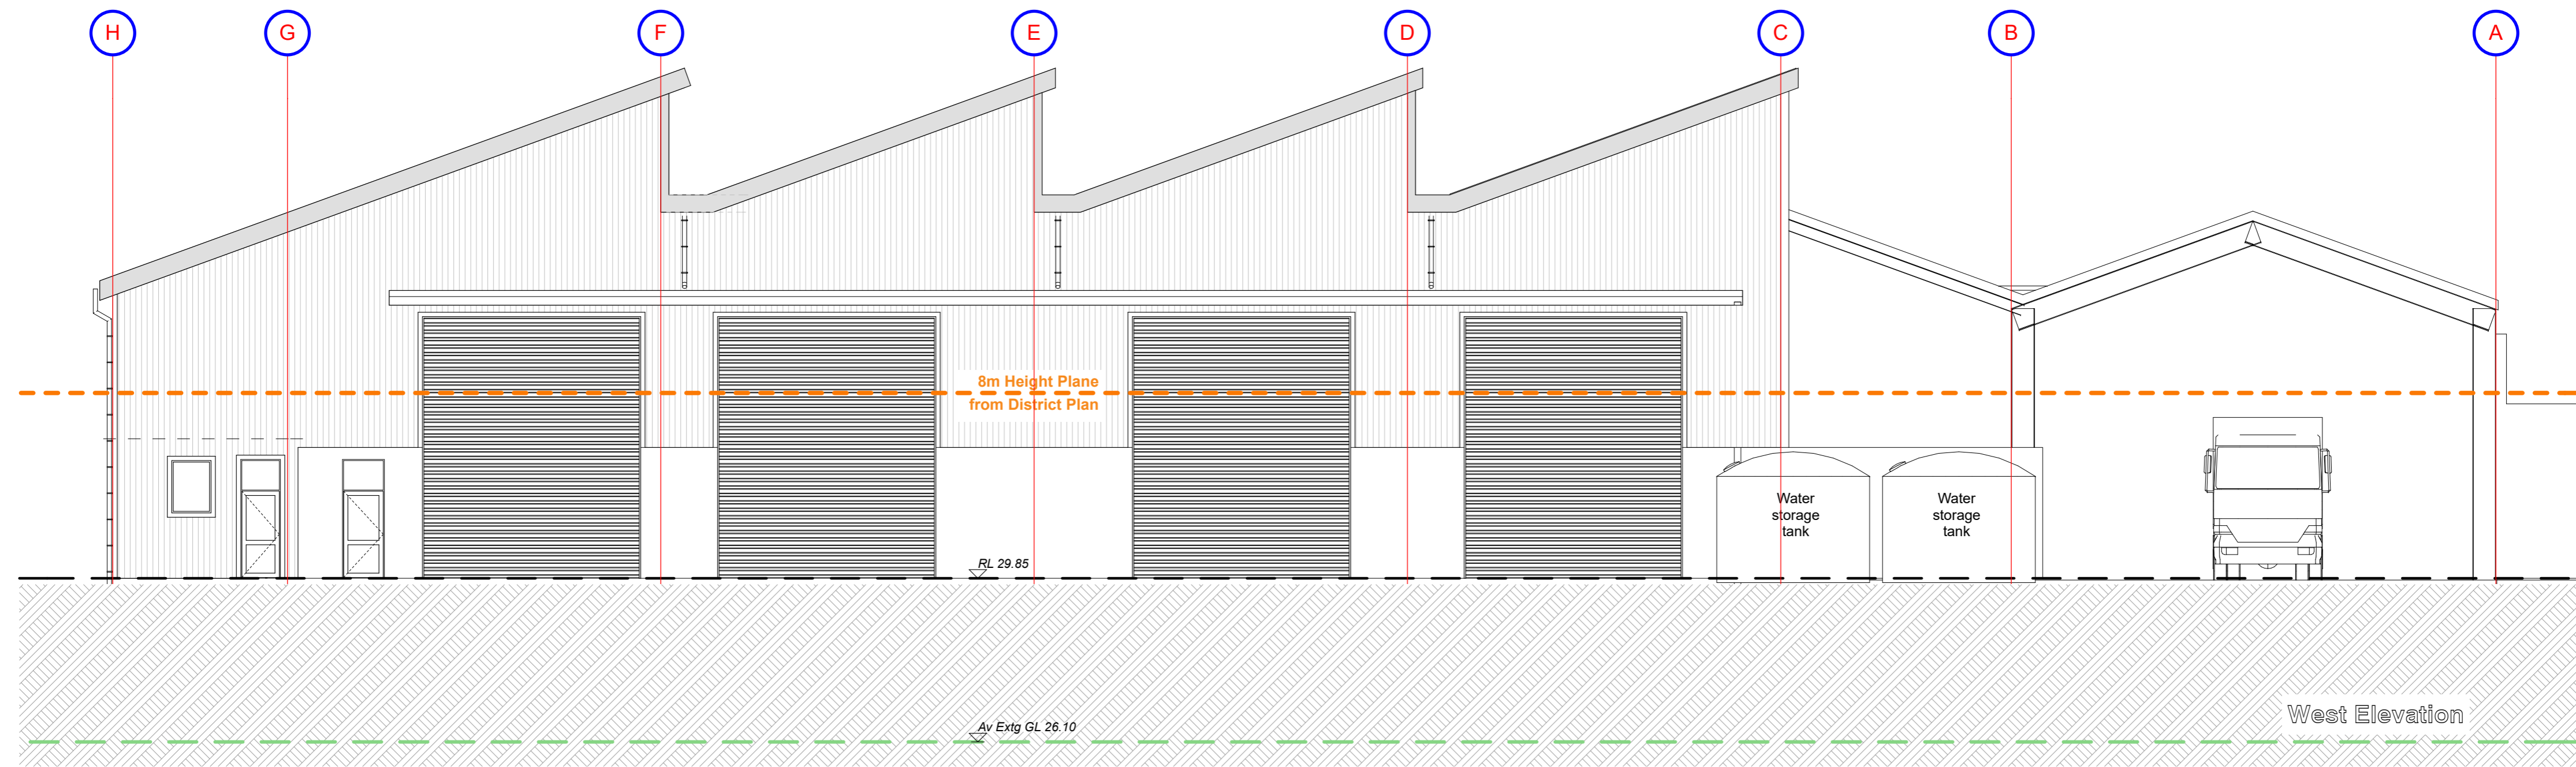 H
G
F
E
D
C
B
A
8m Height Plane
from District Plan
Water
storage
tank
Water
storage
tank
RL 29.85
West Elevation
Av Extg GL 26.10